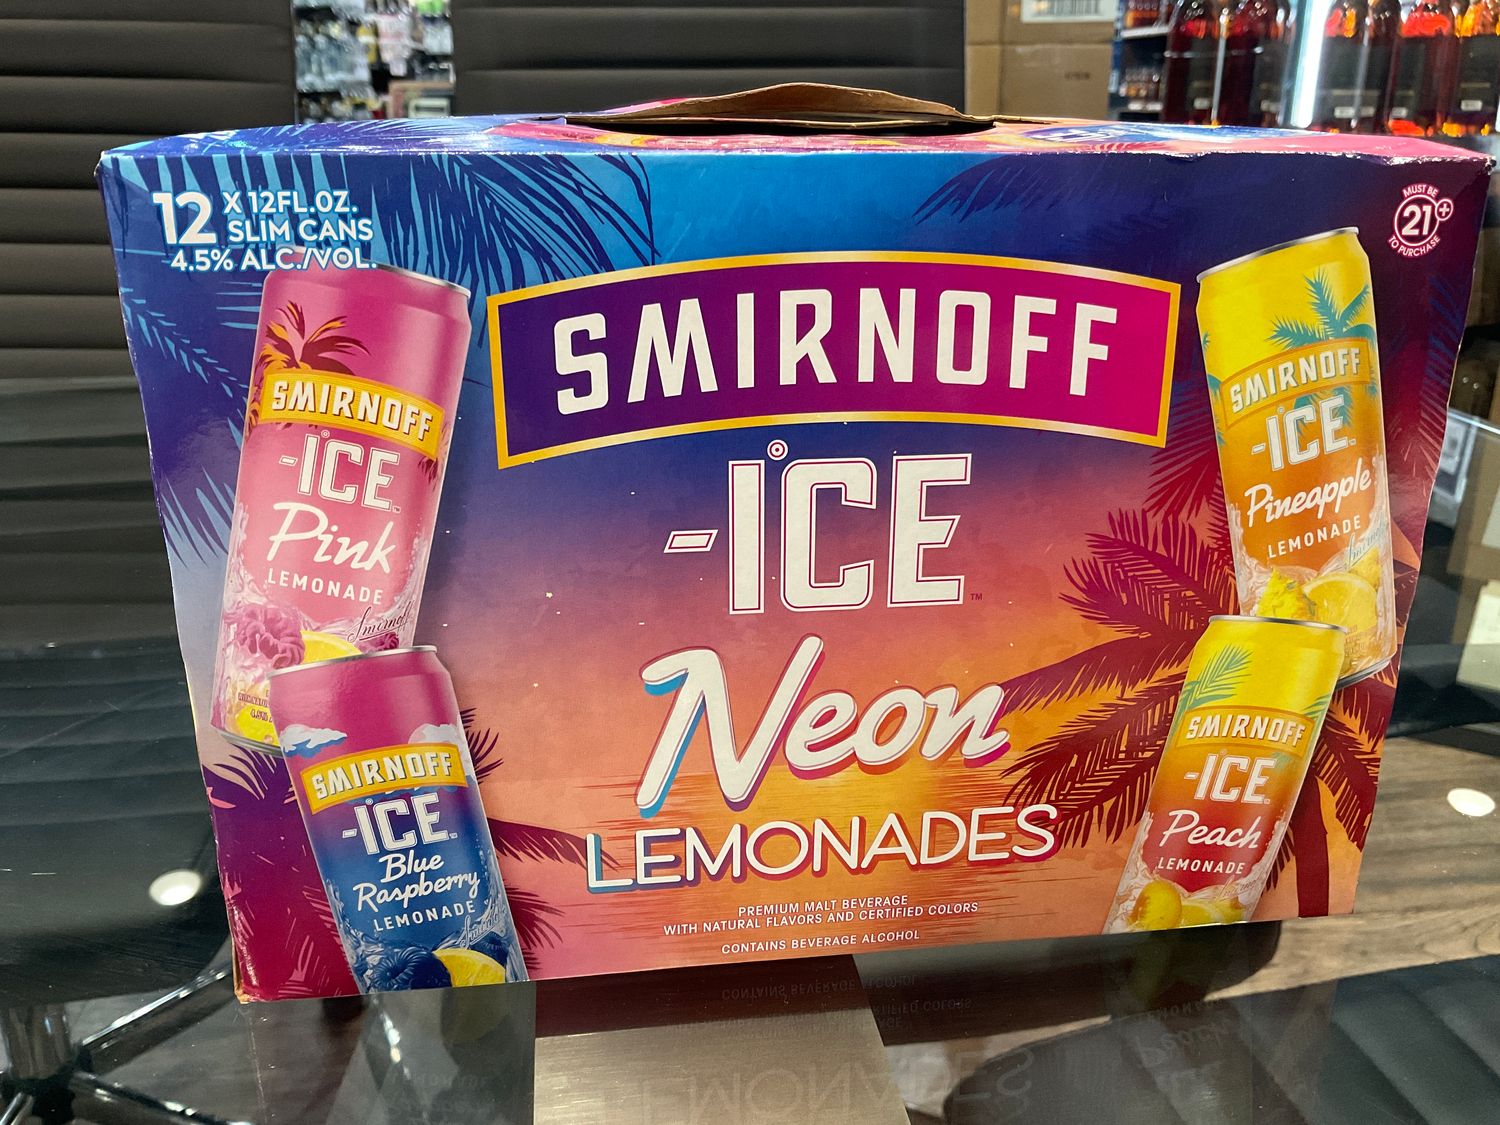 12 X 12FL.OZ.
SLIM CANS
4.5% ALC./VOL.
MUST BE
21+
TO PURCHASE
SMIRNOFF
-ICE
™
Neon
LEMONADES
PREMIUM MALT BEVERAGE
WITH NATURAL FLAVORS AND CERTIFIED COLORS
CONTAINS BEVERAGE ALCOHOL
SMIRNOFF
-ICE
Pink
LEMONADE
Smirnoff
SMIRNOFF
-ICE
Blue
Raspberry
LEMONADE
SMIRNOFF
-ICE
Pineapple
LEMONADE
SMIRNOFF
-ICE
Peach
LEMONADE